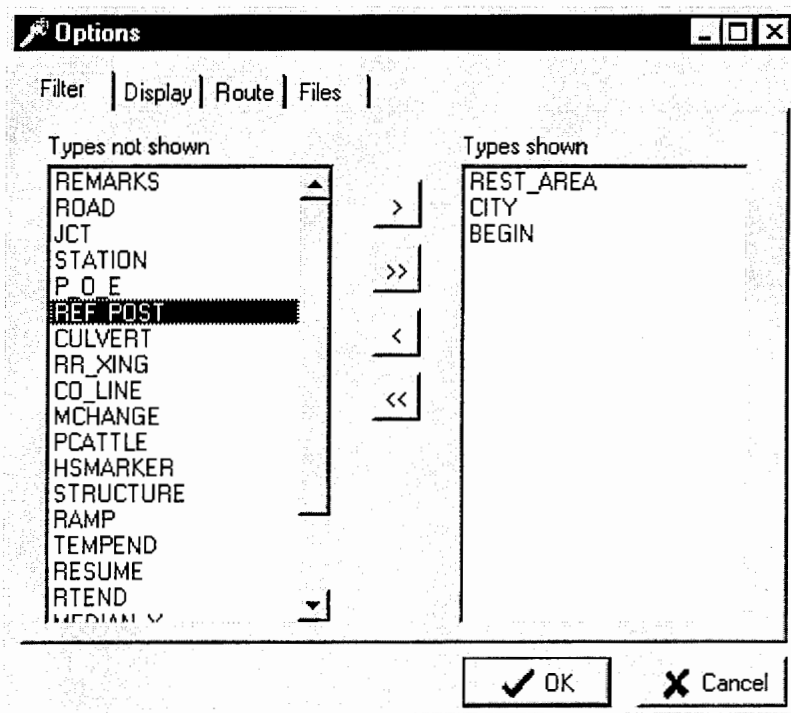 Options
Filter Display Route Files
Types not shown
REMARKS
ROAD
JCT
STATION
P_O_E
REF_POST
CULVERT
RR_XING
CO_LINE
MCHANGE
PCATTLE
HSMARKER
STRUCTURE
RAMP
TEMPEND
RESUME
RTEND
MEDIAN_X
>
>>
<
<<
Types shown
REST_AREA
CITY
BEGIN
OK
Cancel